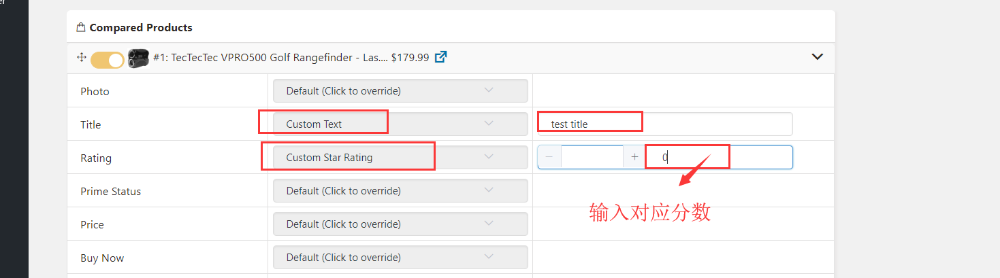 er
Compared Products
#1: TecTecTec VPRO500 Golf Rangefinder - Las.... $179.99
Photo Default (Click to override)
Title Custom Text test title
Rating Custom Star Rating − + 0
Prime Status Default (Click to override)
输入对应分数
Price Default (Click to override)
Buy Now Default (Click to override)